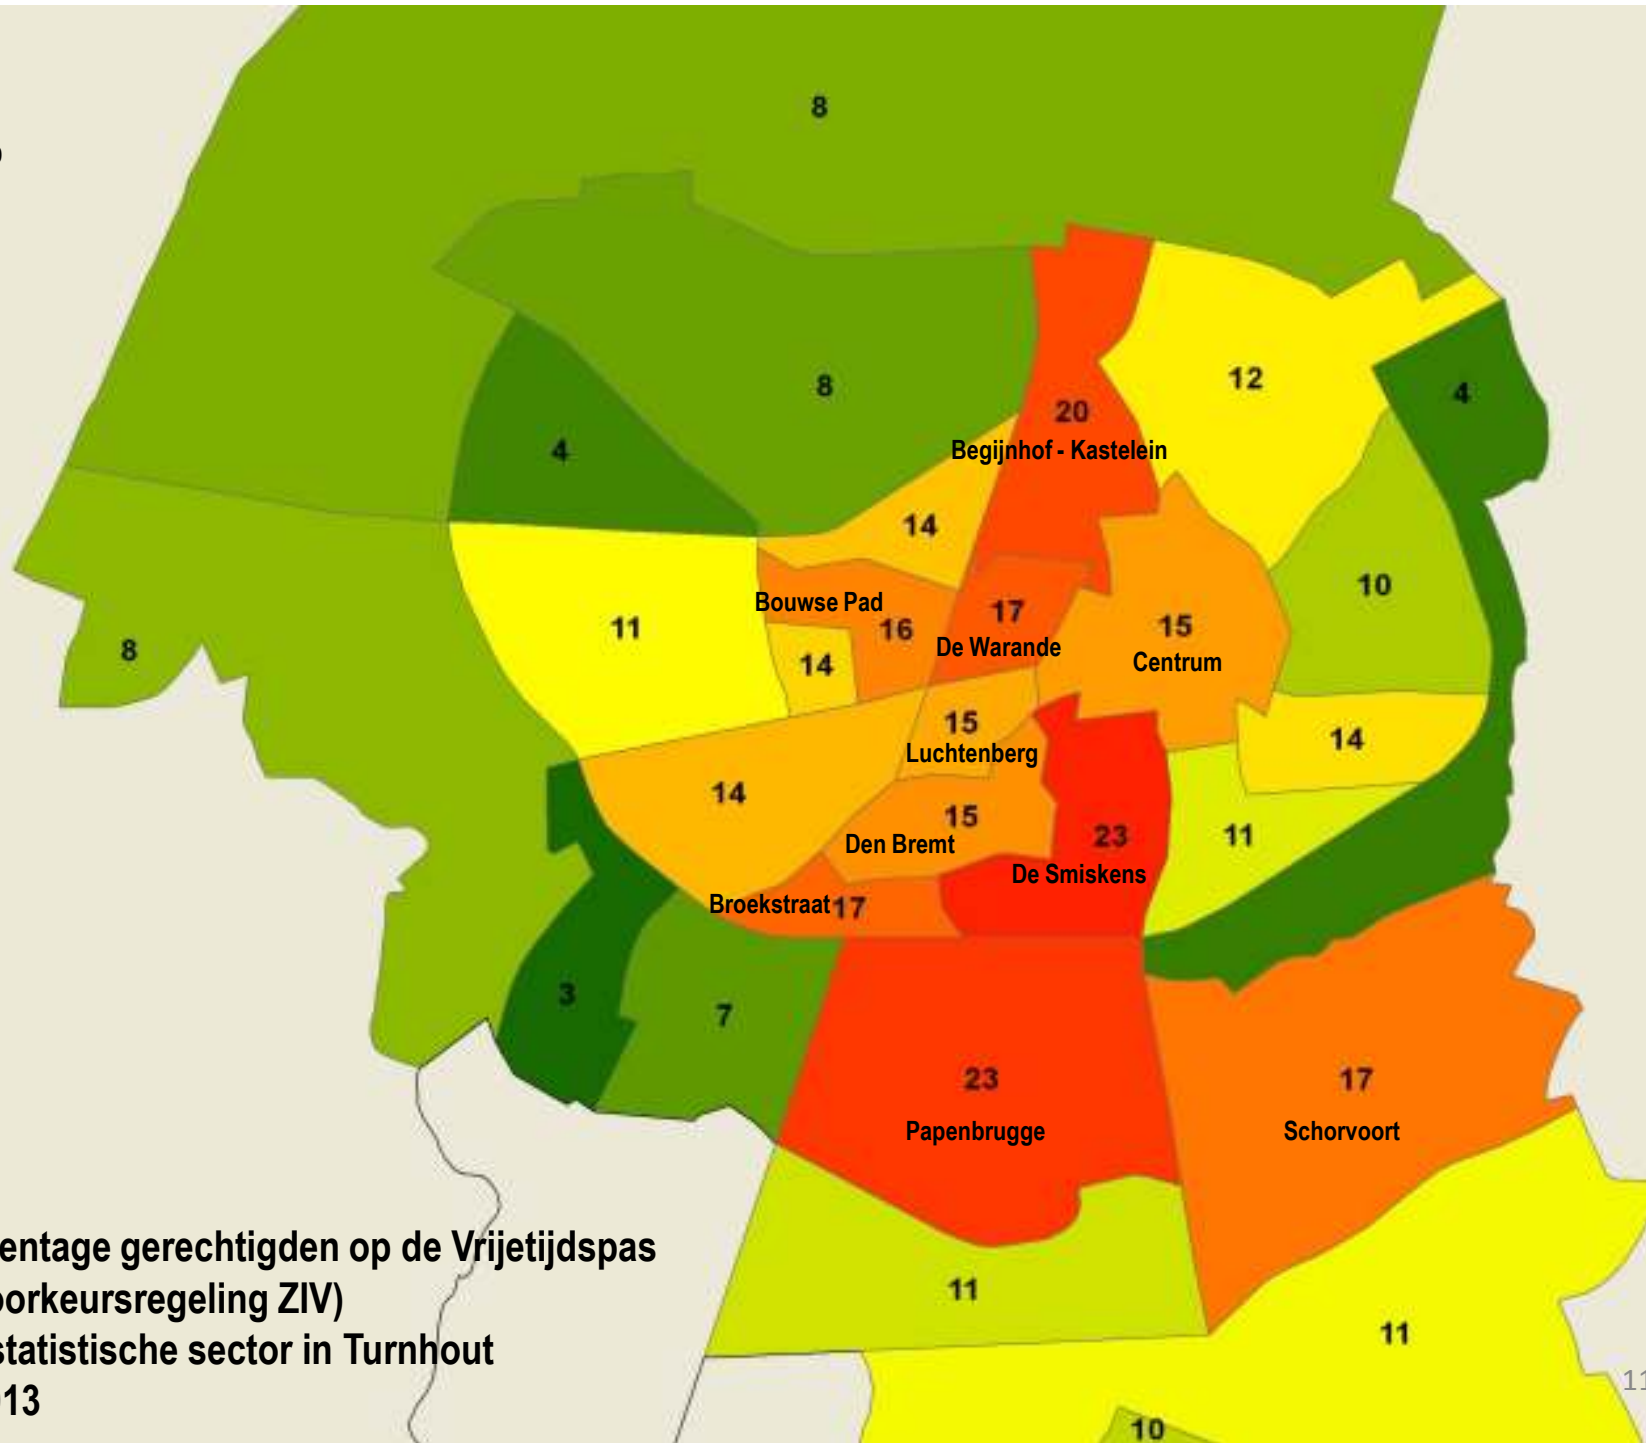 8
8
12
4
20
4
Begijnhof - Kastelein
14
10
Bouwse Pad
17
11
16
15
De Warande
8
14
Centrum
15
14
Luchtenberg
14
15
23
11
Den Bremt
De Smiskens
Broekstraat 17
3
7
23
17
Papenbrugge
Schorvoort
entage gerechtigden op de Vrijetijdspas
oorkeursregeling ZIV)
11
statistische sector in Turnhout
11
13
11
10